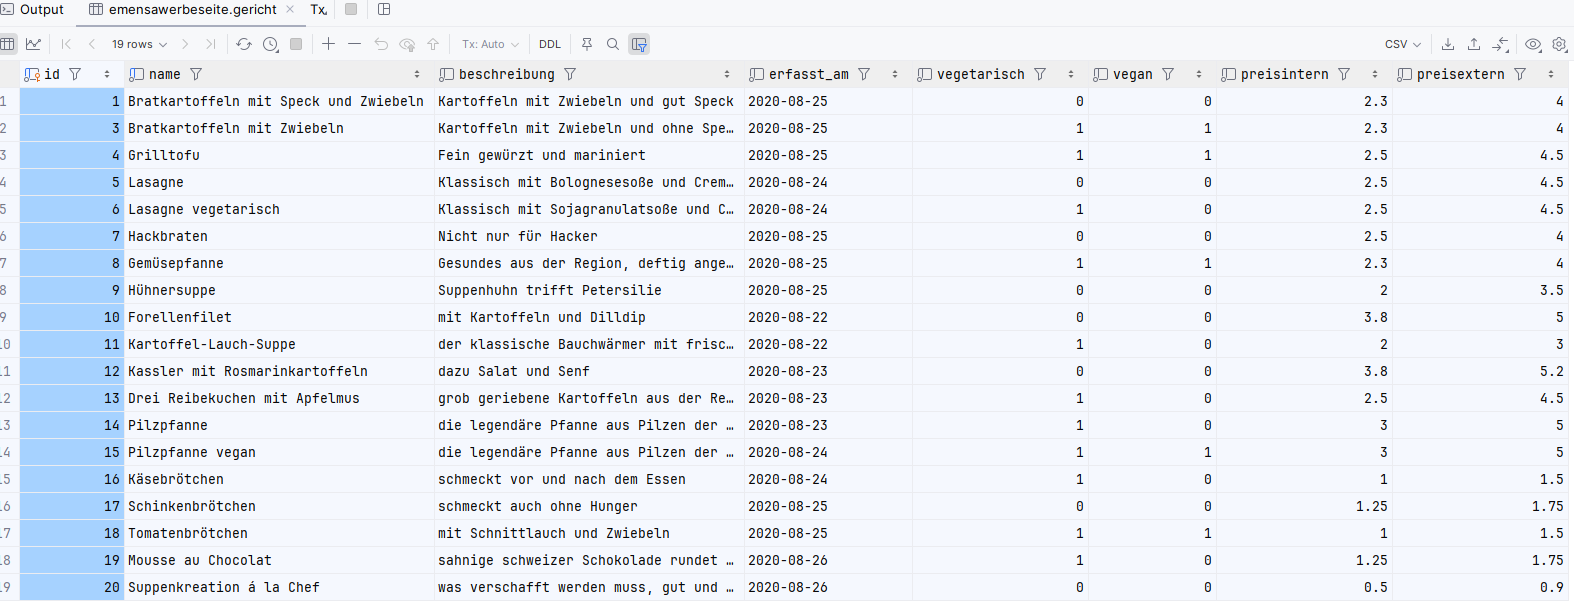 Output emensawerbeseite.gericht × Tx
19 rows Tx: Auto DDL CSV
id name beschreibung erfasst_am vegetarisch vegan preisintern preisextern
1 1 Bratkartoffeln mit Speck und Zwiebeln Kartoffeln mit Zwiebeln und gut Speck 2020-08-25 0 0 2.3 4
2 3 Bratkartoffeln mit Zwiebeln Kartoffeln mit Zwiebeln und ohne Spe… 2020-08-25 1 1 2.3 4
3 4 Grilltofu Fein gewürzt und mariniert 2020-08-25 1 1 2.5 4.5
4 5 Lasagne Klassisch mit Bolognesesoße und Crem… 2020-08-24 0 0 2.5 4.5
5 6 Lasagne vegetarisch Klassisch mit Sojagranulatsoße und C… 2020-08-24 1 0 2.5 4.5
6 7 Hackbraten Nicht nur für Hacker 2020-08-25 0 0 2.5 4
7 8 Gemüsepfanne Gesundes aus der Region, deftig ange… 2020-08-25 1 1 2.3 4
8 9 Hühnersuppe Suppenhuhn trifft Petersilie 2020-08-25 0 0 2 3.5
9 10 Forellenfilet mit Kartoffeln und Dilldip 2020-08-22 0 0 3.8 5
10 11 Kartoffel-Lauch-Suppe der klassische Bauchwärmer mit frisc… 2020-08-22 1 0 2 3
11 12 Kassler mit Rosmarinkartoffeln dazu Salat und Senf 2020-08-23 0 0 3.8 5.2
12 13 Drei Reibekuchen mit Apfelmus grob geriebene Kartoffeln aus der Re… 2020-08-23 1 0 2.5 4.5
13 14 Pilzpfanne die legendäre Pfanne aus Pilzen der … 2020-08-23 1 0 3 5
14 15 Pilzpfanne vegan die legendäre Pfanne aus Pilzen der … 2020-08-24 1 1 3 5
15 16 Käsebrötchen schmeckt vor und nach dem Essen 2020-08-24 1 0 1 1.5
16 17 Schinkenbrötchen schmeckt auch ohne Hunger 2020-08-25 0 0 1.25 1.75
17 18 Tomatenbrötchen mit Schnittlauch und Zwiebeln 2020-08-25 1 1 1 1.5
18 19 Mousse au Chocolat sahnige schweizer Schokolade rundet … 2020-08-26 1 0 1.25 1.75
19 20 Suppenkreation á la Chef was verschafft werden muss, gut und … 2020-08-26 0 0 0.5 0.9